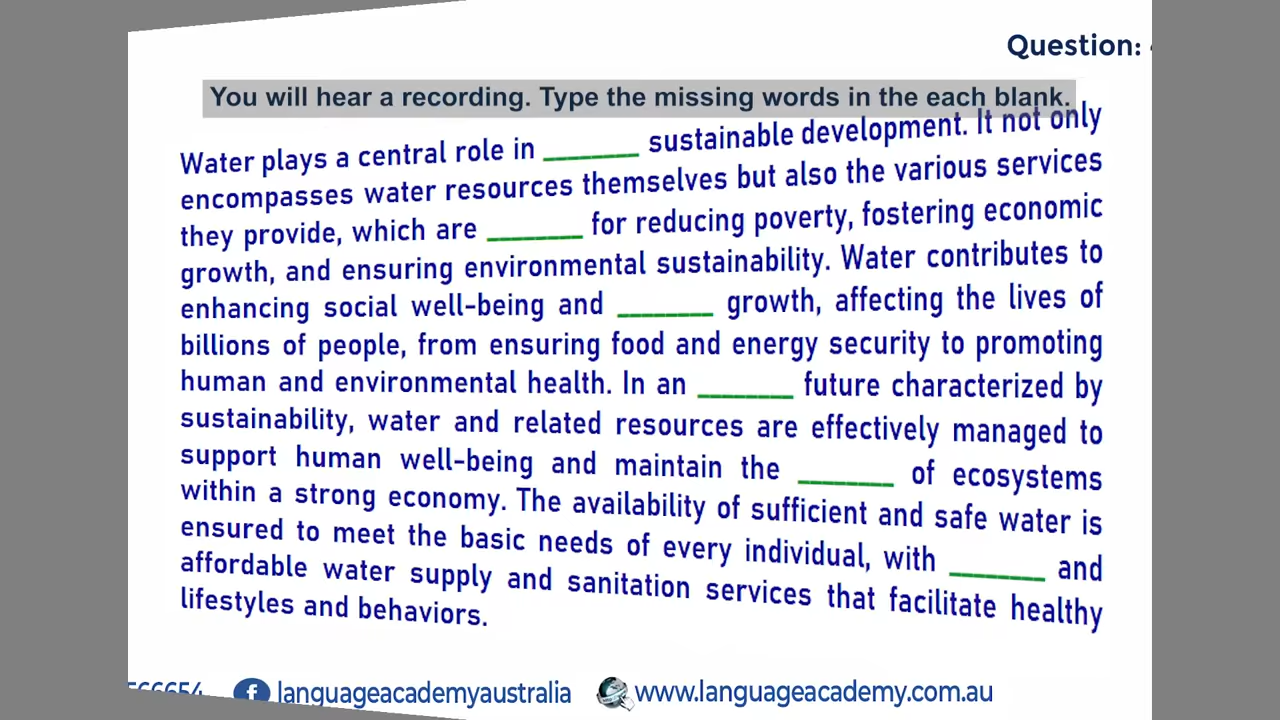 Question:
You will hear a recording. Type the missing words in the each blank.
Water plays a central role in ________ sustainable development. It not only
encompasses water resources themselves but also the various services
they provide, which are ________ for reducing poverty, fostering economic
growth, and ensuring environmental sustainability. Water contributes to
enhancing social well-being and ________ growth, affecting the lives of
billions of people, from ensuring food and energy security to promoting
human and environmental health. In an ________ future characterized by
sustainability, water and related resources are effectively managed to
support human well-being and maintain the ________ of ecosystems
within a strong economy. The availability of sufficient and safe water is
ensured to meet the basic needs of every individual, with ________ and
affordable water supply and sanitation services that facilitate healthy
lifestyles and behaviors.
languageacademyaustralia www.languageacademy.com.au